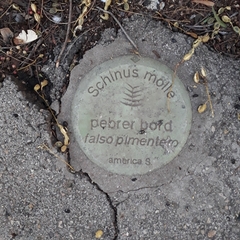 Schinus molle
pebrer bord
falso pimentero
america S.